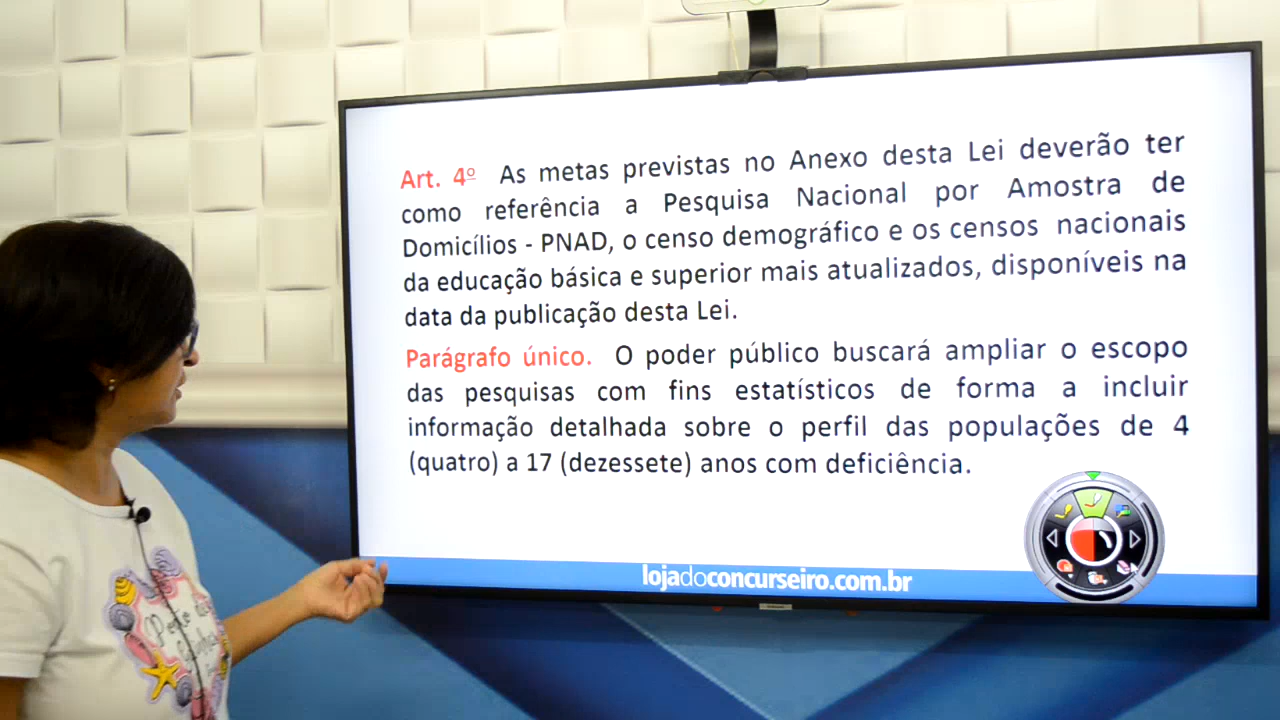 Art. 4º As metas previstas no Anexo desta Lei deverão ter
como referência a Pesquisa Nacional por Amostra de
Domicílios - PNAD, o censo demográfico e os censos nacionais
da educação básica e superior mais atualizados, disponíveis na
data da publicação desta Lei.
Parágrafo único. O poder público buscará ampliar o escopo
das pesquisas com fins estatísticos de forma a incluir
informação detalhada sobre o perfil das populações de 4
(quatro) a 17 (dezessete) anos com deficiência.
lojadoconcurseiro.com.br